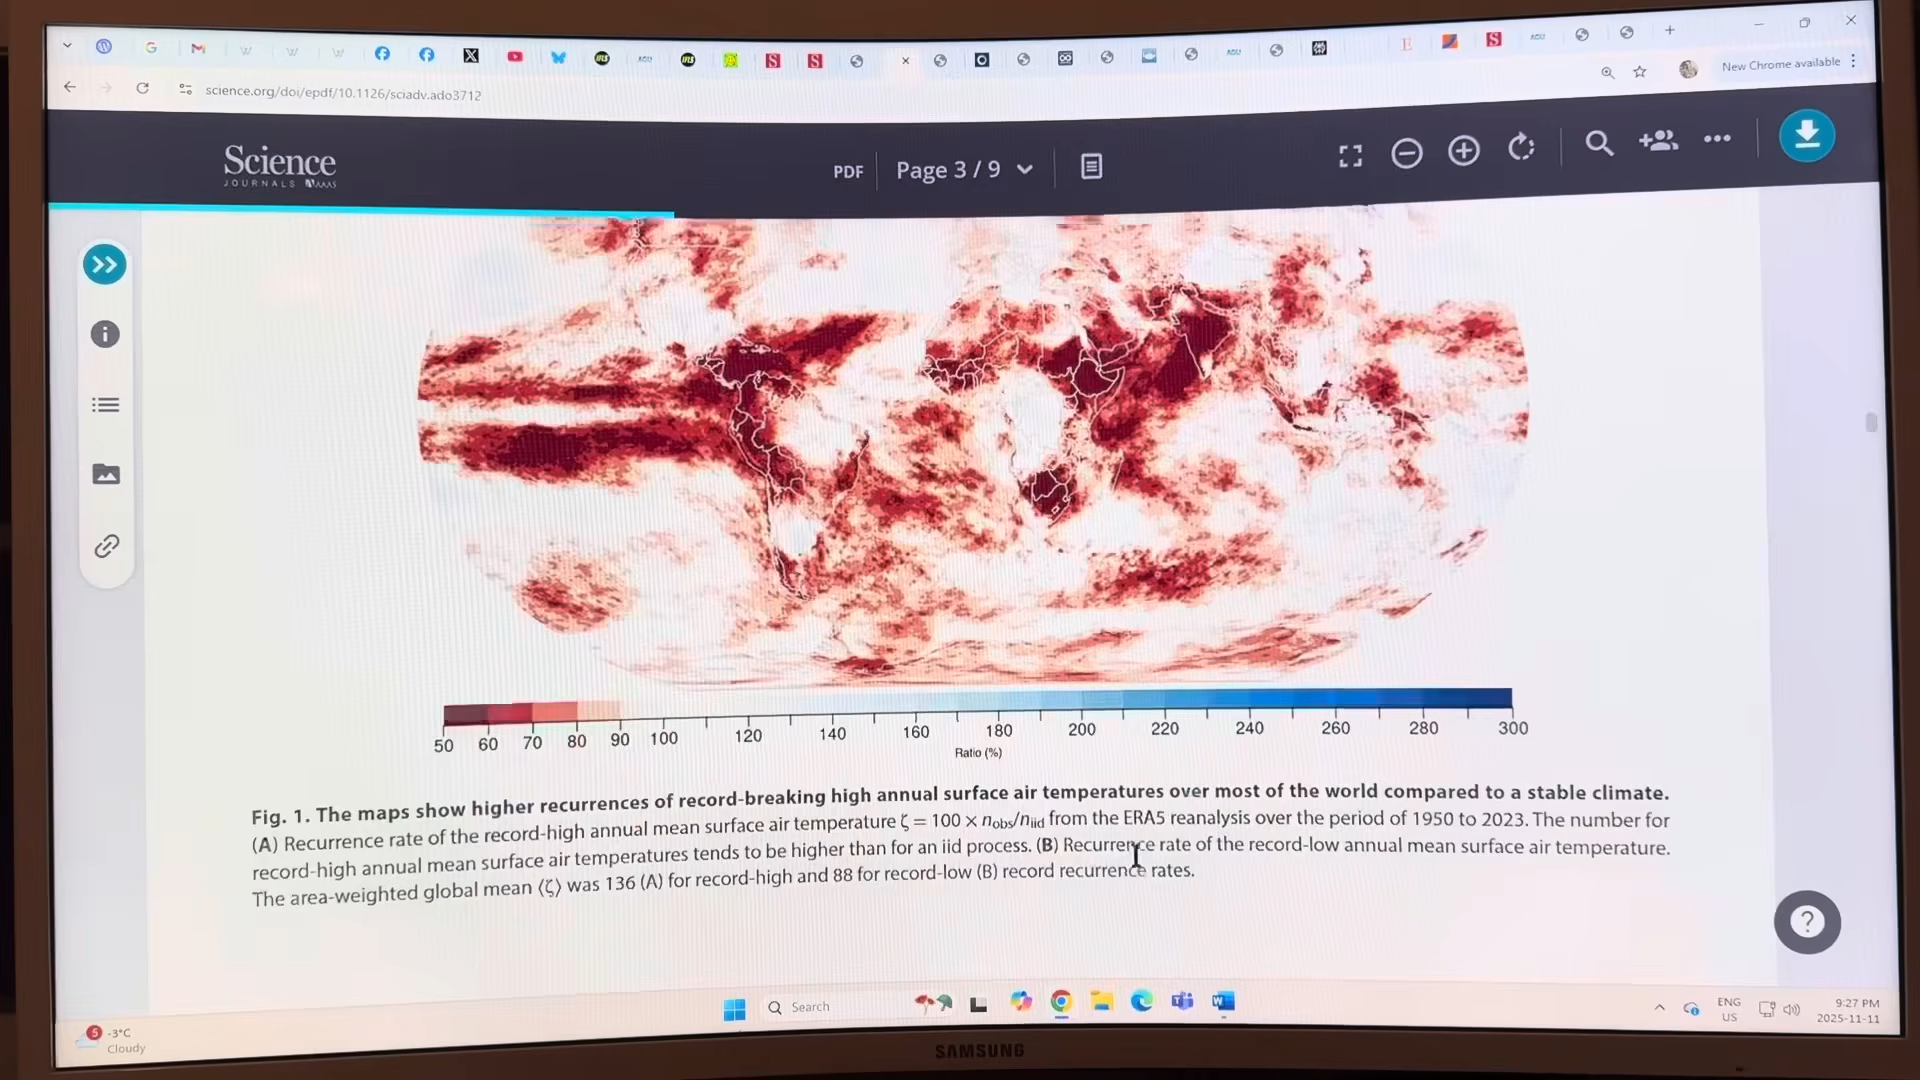 science.org/doi/epdf/10.1126/sciadv.ado3712
New Chrome available
Science
JOURNALS AAAS
PDF
Page 3 / 9
50 60 70 80 90 100 120 140 160 180 200 220 240 260 280 300
Ratio (%)
Fig. 1. The maps show higher recurrences of record-breaking high annual surface air temperatures over most of the world compared to a stable climate.
(A) Recurrence rate of the record-high annual mean surface air temperature ζ = 100 × nobs/niid from the ERA5 reanalysis over the period of 1950 to 2023. The number for
record-high annual mean surface air temperatures tends to be higher than for an iid process. (B) Recurrence rate of the record-low annual mean surface air temperature.
The area-weighted global mean ⟨ζ⟩ was 136 (A) for record-high and 88 for record-low (B) record recurrence rates.
5
-3°C
Cloudy
Search
ENG
US
9:27 PM
2025-11-11
SAMSUNG